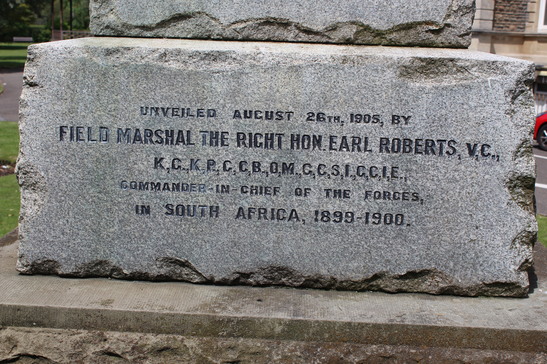 UNVEILED AUGUST 26TH, 1905, BY
FIELD MARSHAL THE RIGHT HON. EARL ROBERTS, V.C.,
K.G., K.P., G.C.B., O.M., G.C.S.I., G.C.I.E.,
COMMANDER-IN-CHIEF OF THE FORCES,
IN SOUTH AFRICA, 1899-1900.